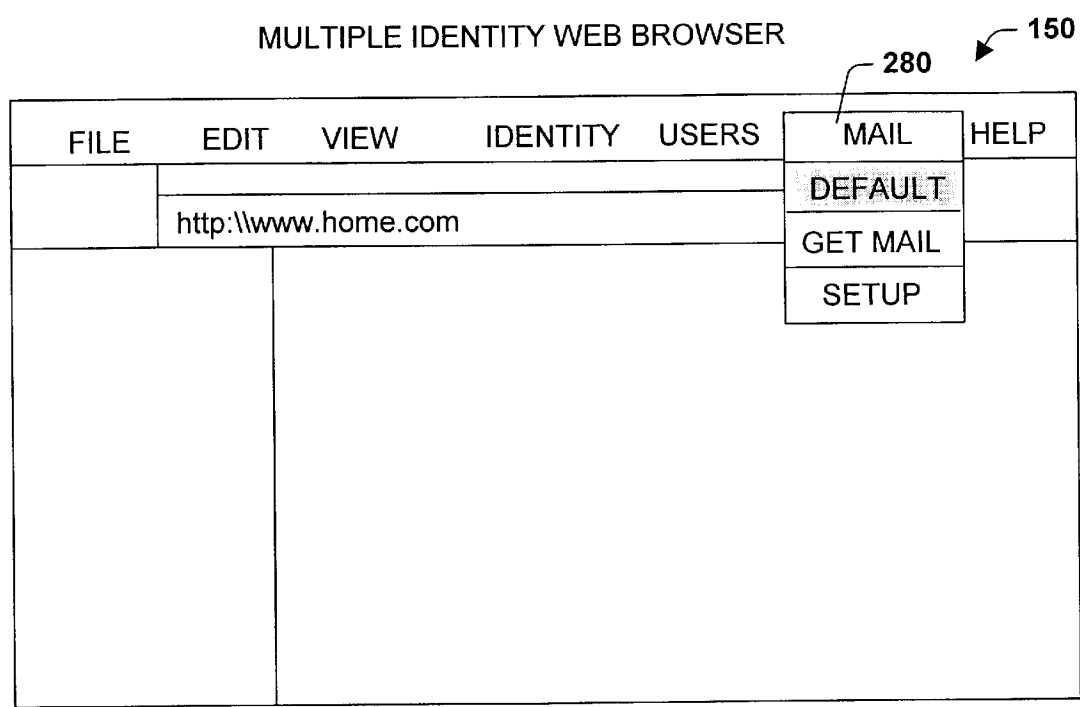 MULTIPLE IDENTITY WEB BROWSER
150
280
FILE EDIT VIEW IDENTITY USERS MAIL HELP
DEFAULT
http:\\www.home.com
GET MAIL
SETUP